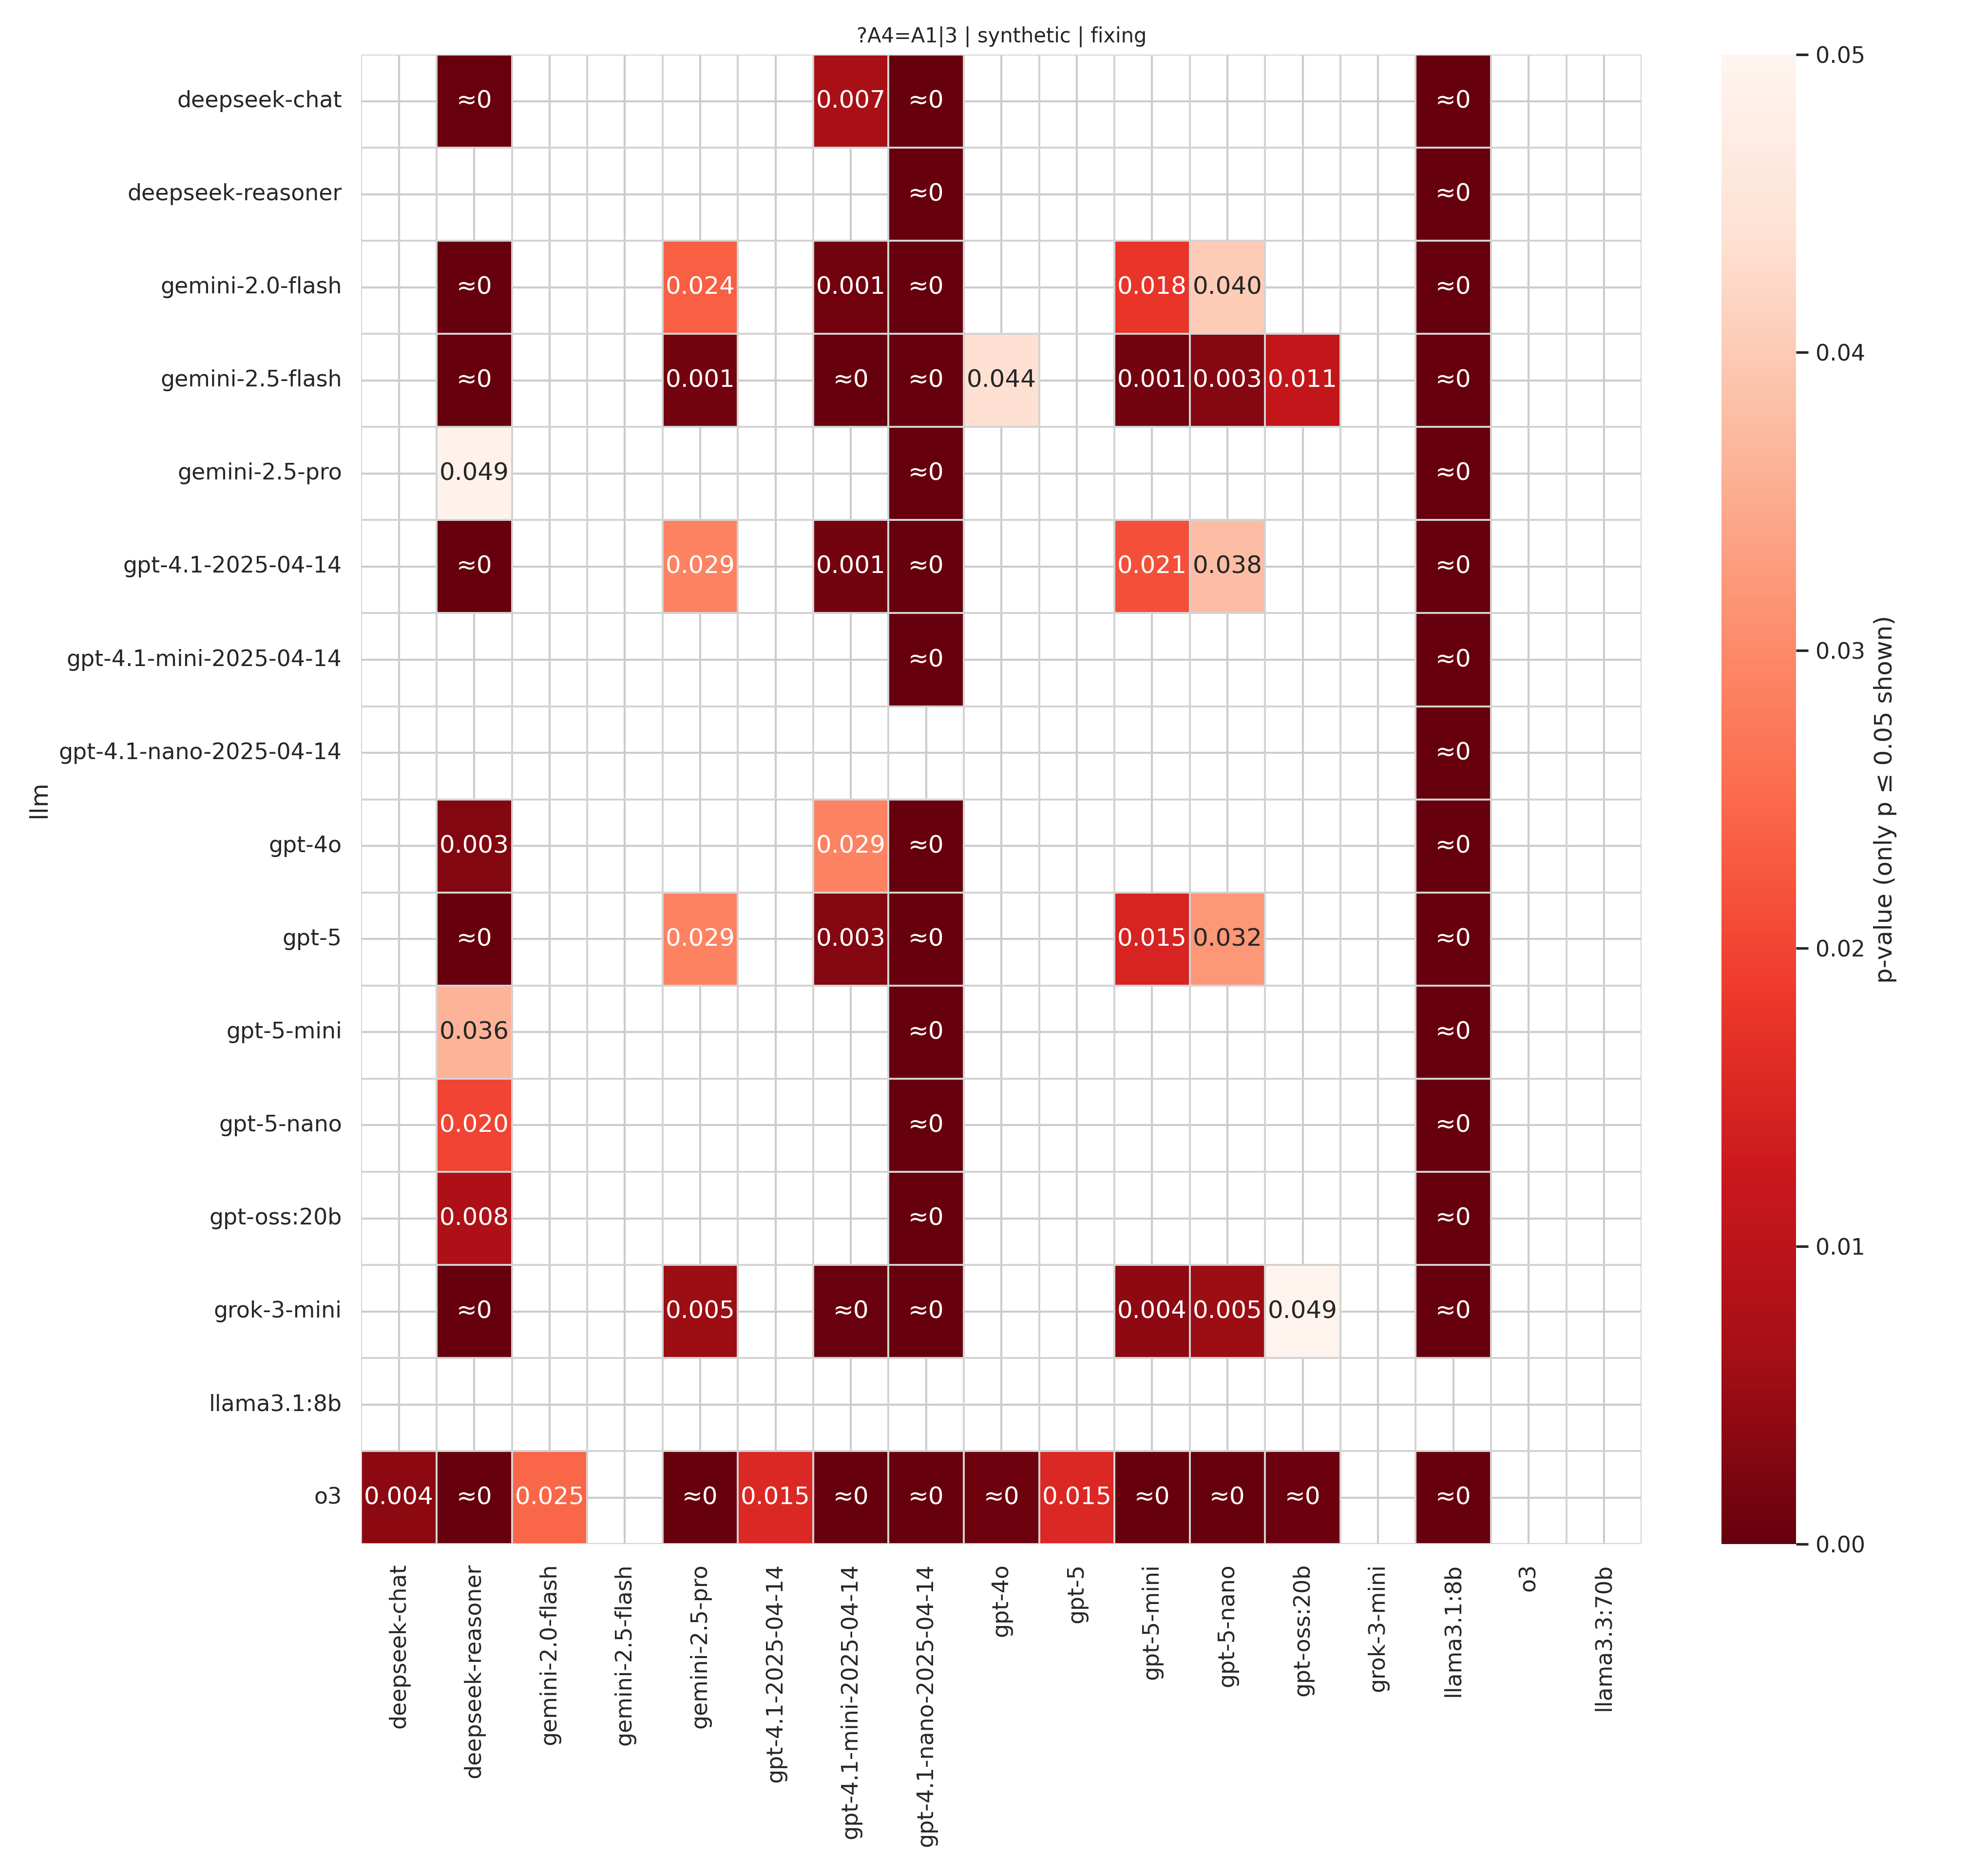 ?A4=A1|3 | synthetic | fixing
deepseek-chat ≈0 0.007 ≈0 ≈0
deepseek-reasoner ≈0 ≈0
gemini-2.0-flash ≈0 0.024 0.001 ≈0 0.018 0.040 ≈0
gemini-2.5-flash ≈0 0.001 ≈0 ≈0 0.044 0.001 0.003 0.011 ≈0
gemini-2.5-pro 0.049 ≈0 ≈0
gpt-4.1-2025-04-14 ≈0 0.029 0.001 ≈0 0.021 0.038 ≈0
gpt-4.1-mini-2025-04-14 ≈0 ≈0
gpt-4.1-nano-2025-04-14 ≈0
gpt-4o 0.003 0.029 ≈0 ≈0
gpt-5 ≈0 0.029 0.003 ≈0 0.015 0.032 ≈0
gpt-5-mini 0.036 ≈0 ≈0
gpt-5-nano 0.020 ≈0 ≈0
gpt-oss:20b 0.008 ≈0 ≈0
grok-3-mini ≈0 0.005 ≈0 ≈0 0.004 0.005 0.049 ≈0
llama3.1:8b
o3 0.004 ≈0 0.025 ≈0 0.015 ≈0 ≈0 ≈0 0.015 ≈0 ≈0 ≈0 ≈0
llm
deepseek-chat
deepseek-reasoner
gemini-2.0-flash
gemini-2.5-flash
gemini-2.5-pro
gpt-4.1-2025-04-14
gpt-4.1-mini-2025-04-14
gpt-4.1-nano-2025-04-14
gpt-4o
gpt-5
gpt-5-mini
gpt-5-nano
gpt-oss:20b
grok-3-mini
llama3.1:8b
o3
llama3.3:70b
0.05
0.04
0.03
0.02
0.01
0.00
p-value (only p ≤ 0.05 shown)